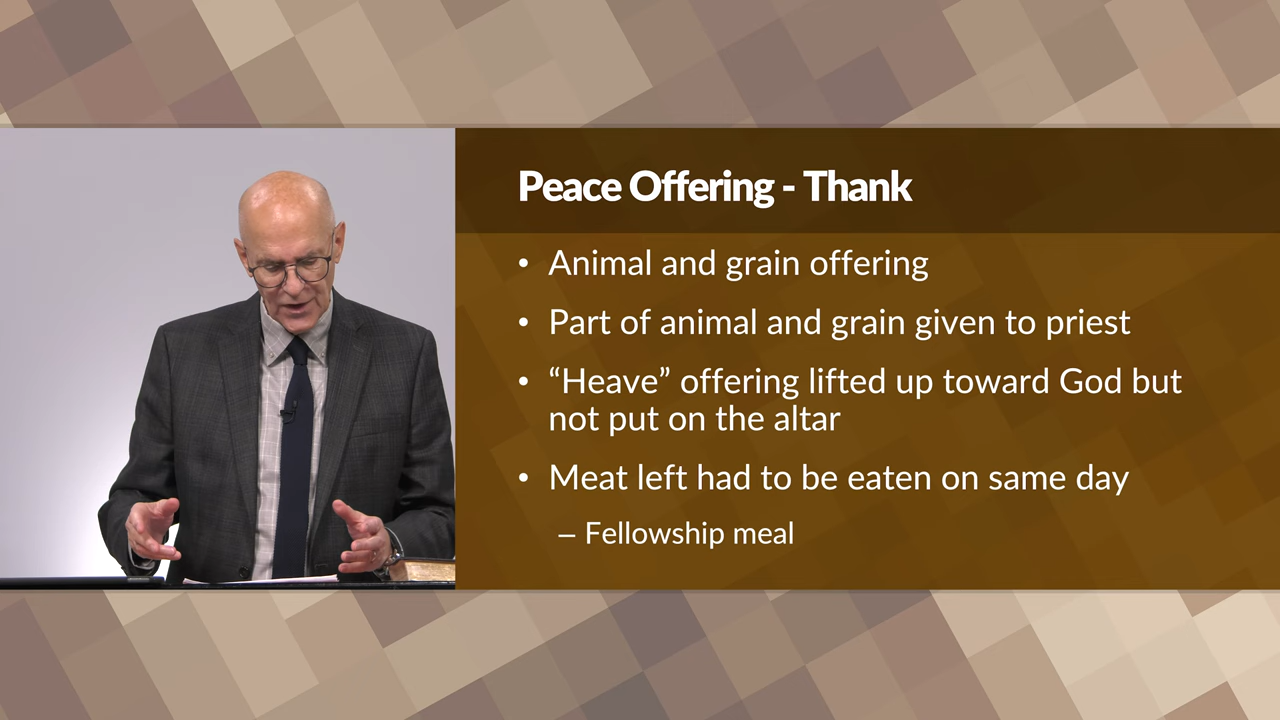 Peace Offering - Thank
• Animal and grain offering
• Part of animal and grain given to priest
• “Heave” offering lifted up toward God but
not put on the altar
• Meat left had to be eaten on same day
– Fellowship meal